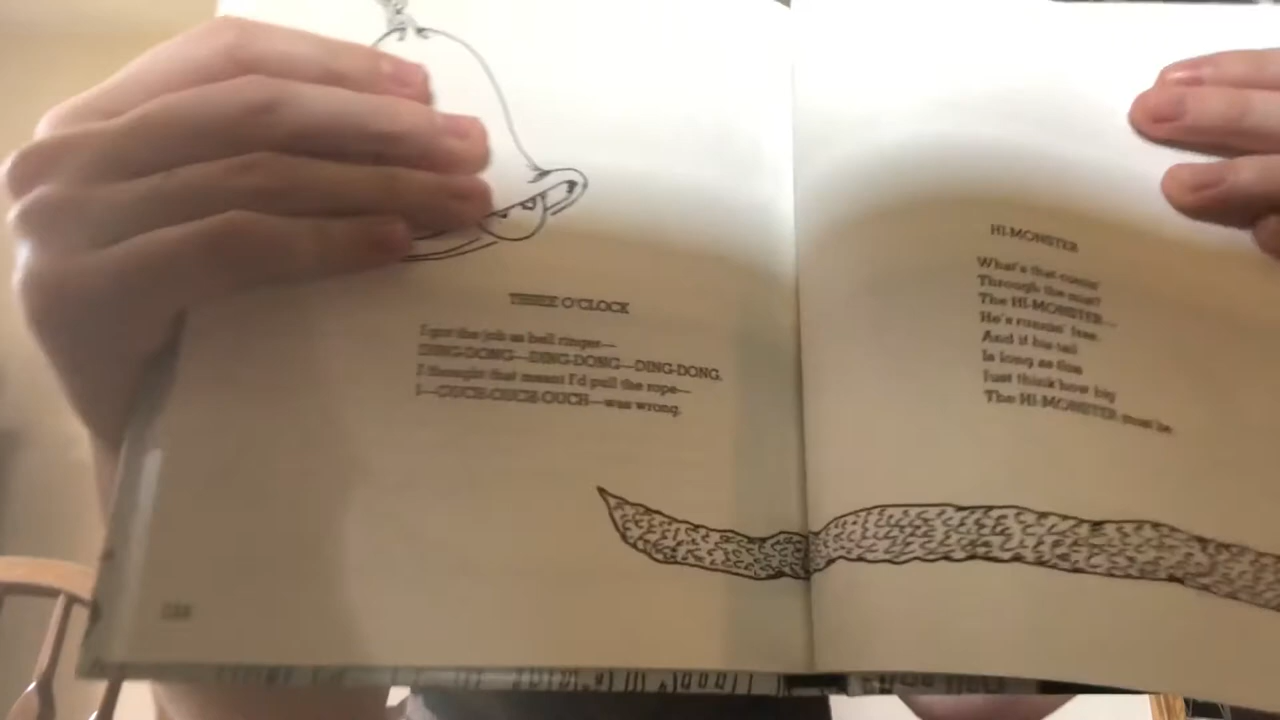 THREE O'CLOCK
I got the job as bell ringer—
DING-DONG—DING-DONG—DING-DONG.
I thought that meant I'd pull the rope—
I—OUCH-OUCH-OUCH—was wrong.
HI-MONSTER
What's that comin'
Through the mist?
The HI-MONSTER—
He's runnin' free.
And if his tail
Is long as this
Just think how big
The HI-MONSTER must be.